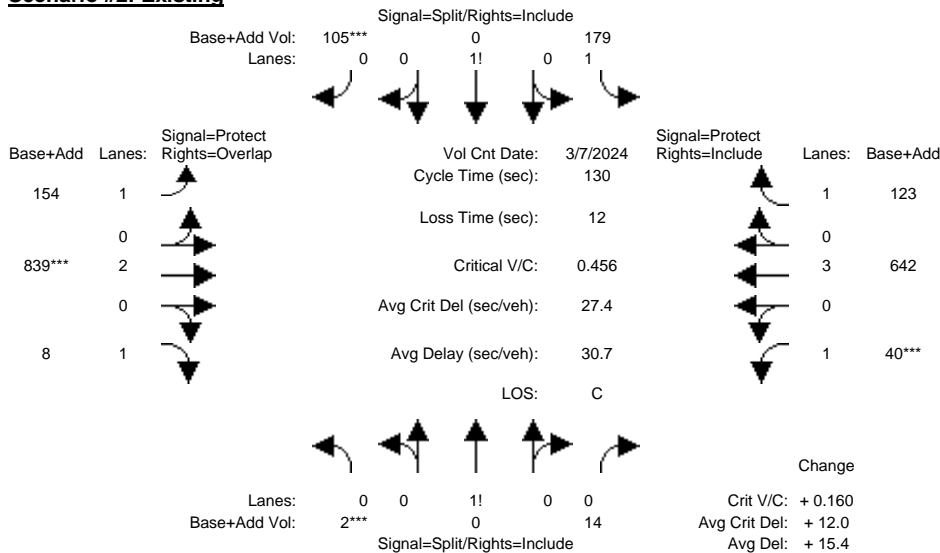 Signal=Split/Rights=Include
Base+Add Vol: 105*** 0 179
Lanes: 0 0 1! 0 1
Signal=Protect Signal=Protect
Base+Add Lanes: Rights=Overlap Vol Cnt Date: 3/7/2024 Rights=Include Lanes: Base+Add
Cycle Time (sec): 130
154 1 1 123
Loss Time (sec): 12
0 0
839*** 2 Critical V/C: 0.456 3 642
0 Avg Crit Del (sec/veh): 27.4 0
8 1 Avg Delay (sec/veh): 30.7 1 40***
LOS: C
Change
Lanes: 0 0 1! 0 0 Crit V/C: + 0.160
Base+Add Vol: 2*** 0 14 Avg Crit Del: + 12.0
Signal=Split/Rights=Include Avg Del: + 15.4